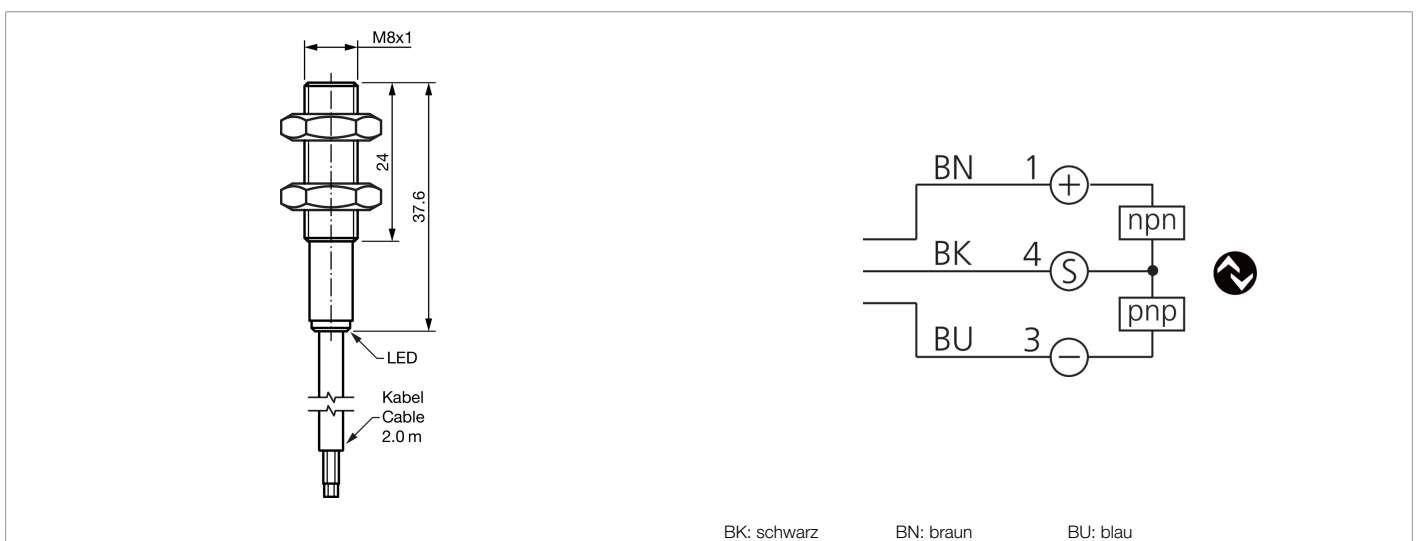 M8x1
24
37.6
LED
Kabel
Cable
2.0 m
BN 1 +
npn
BK 4 S
pnp
BU 3 −
BK: schwarz BN: braun BU: blau